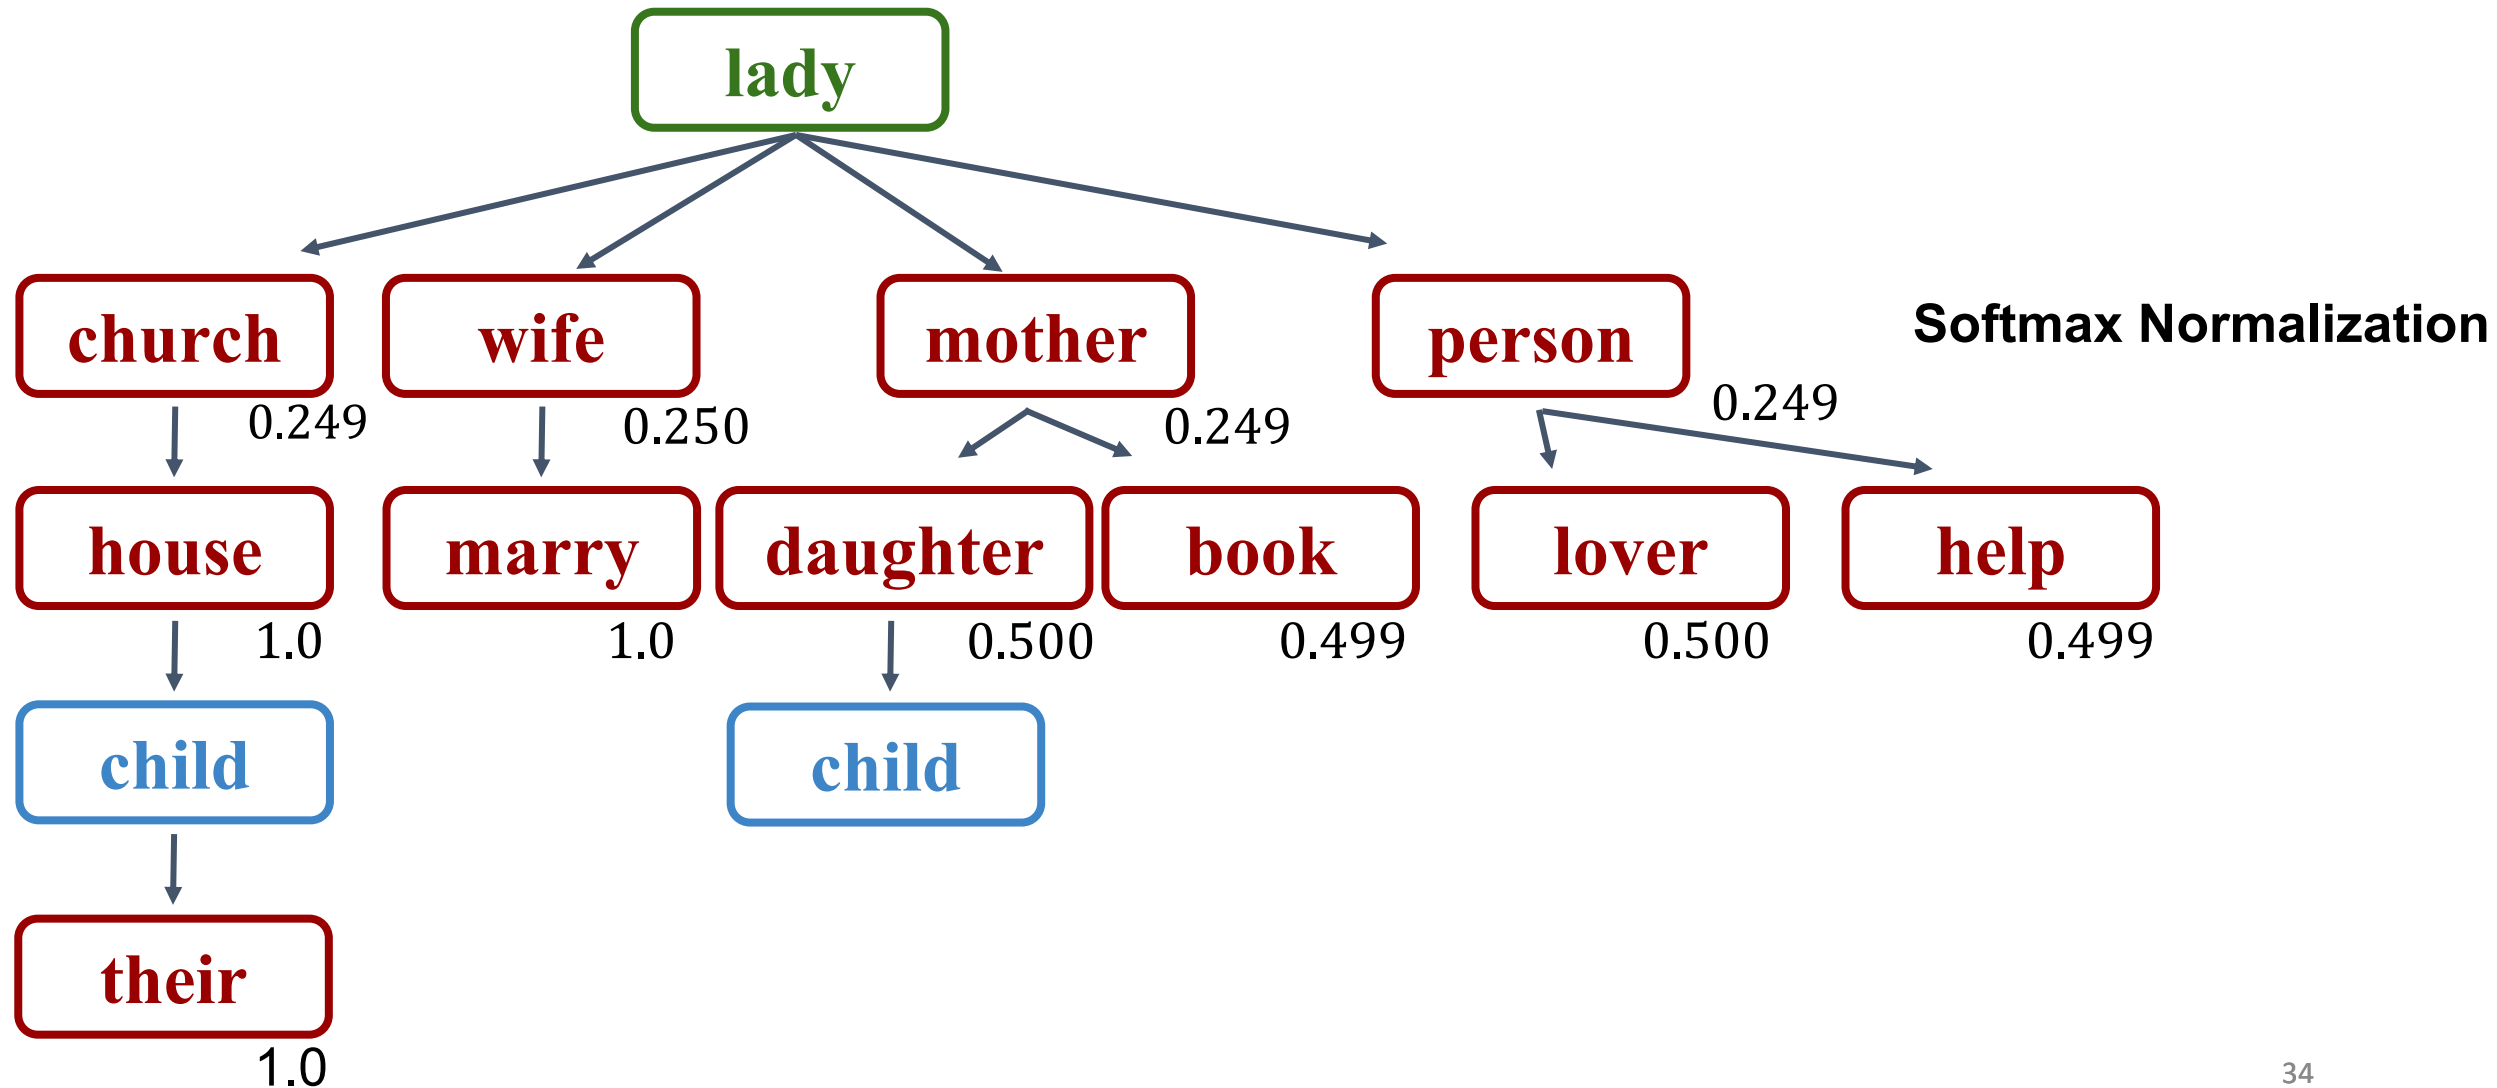 lady
church
wife
mother
person
Softmax Normalization
0.249
0.250
0.249
0.249
house
marry
daughter
book
lover
help
1.0
1.0
0.500
0.499
0.500
0.499
child
child
their
1.0
34